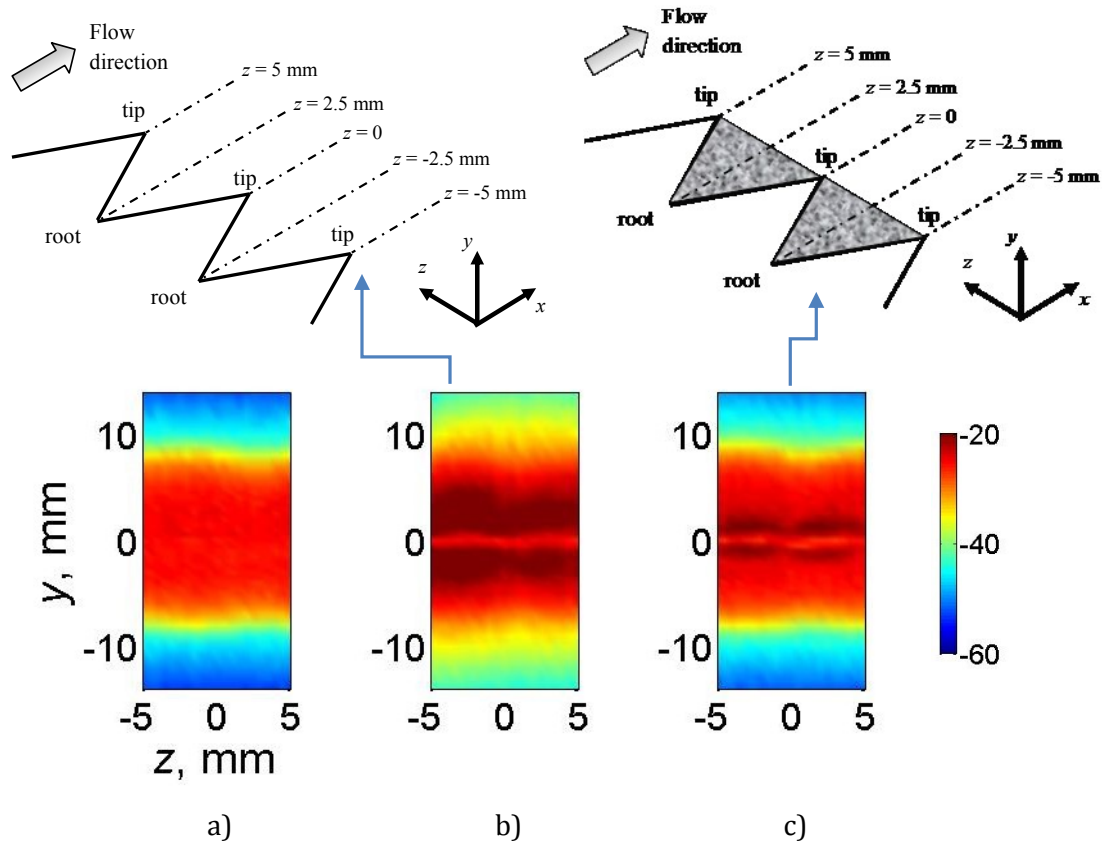 Flow
direction
z = 5 mm
tip
z = 2.5 mm
z = 0
tip
z = -2.5 mm
z = -5 mm
root
tip
root
y
z
x
Flow
direction
z = 5 mm
tip
z = 2.5 mm
z = 0
tip
z = -2.5 mm
z = -5 mm
root
tip
root
y
z
x
10
0
-10
y, mm
-5 0 5
z, mm
10
0
-10
-5 0 5
10
0
-10
-5 0 5
-20
-40
-60
a) b) c)